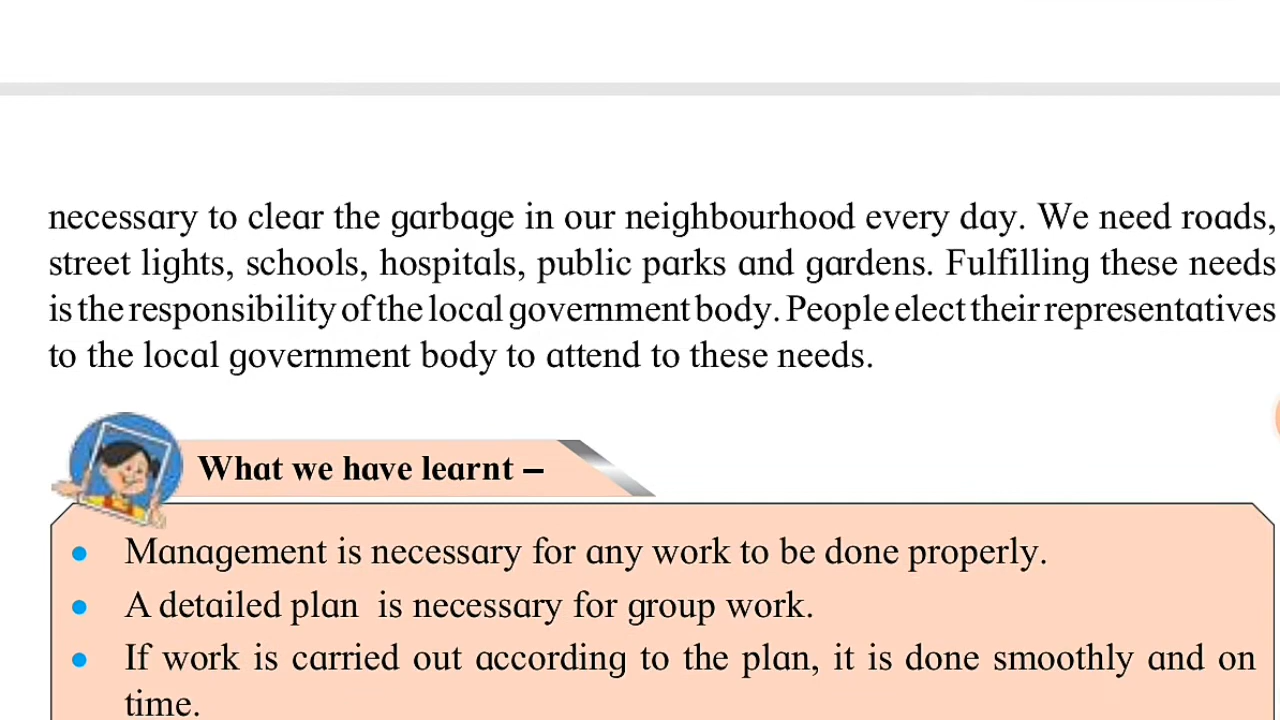 necessary to clear the garbage in our neighbourhood every day. We need roads,
street lights, schools, hospitals, public parks and gardens. Fulfilling these needs
is the responsibility of the local government body. People elect their representatives
to the local government body to attend to these needs.
What we have learnt –
• Management is necessary for any work to be done properly.
• A detailed plan is necessary for group work.
• If work is carried out according to the plan, it is done smoothly and on
time.